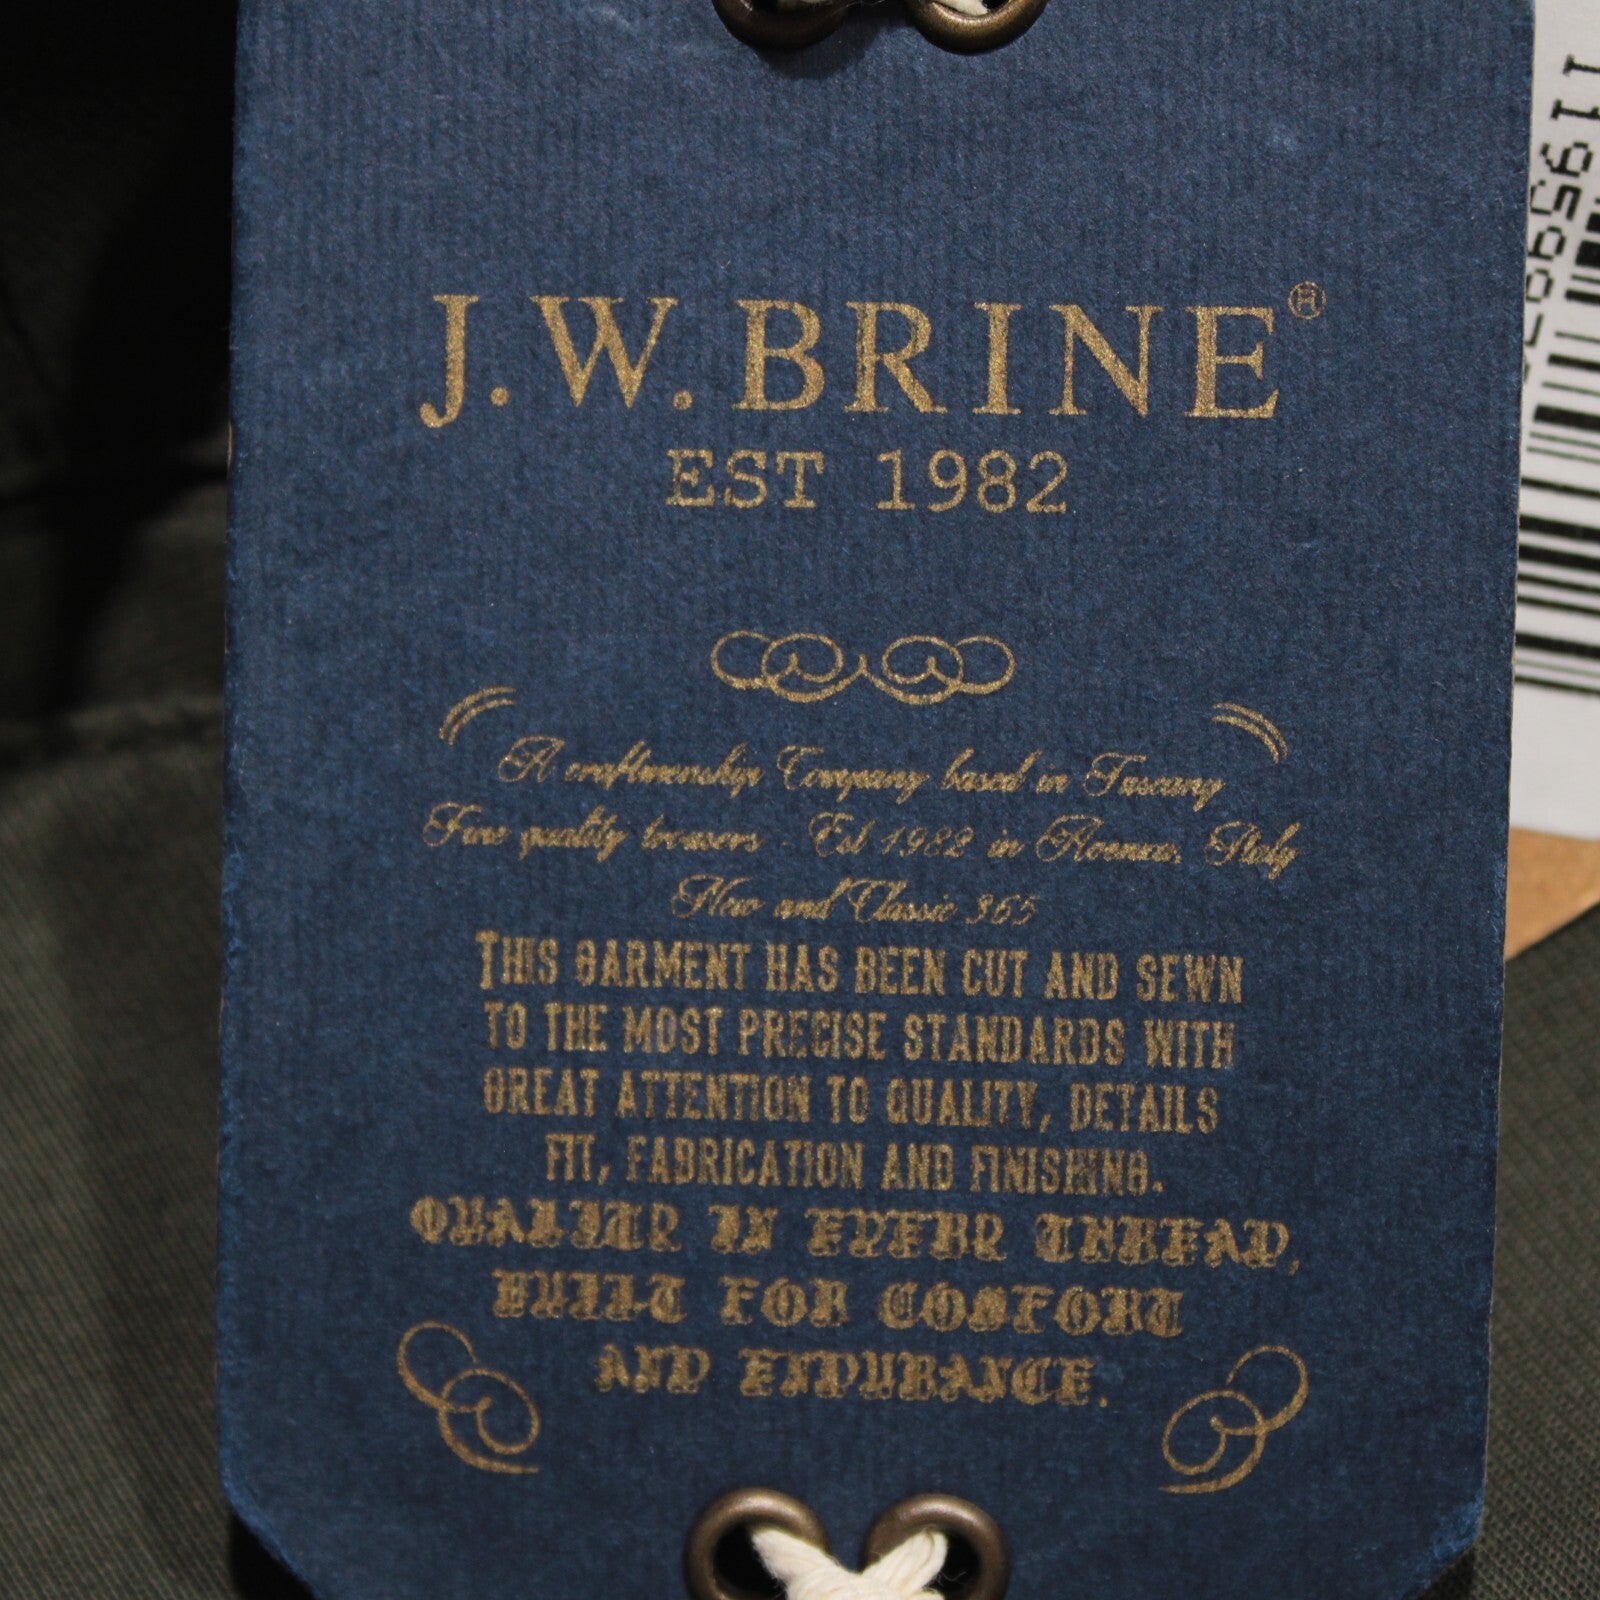 J.W. BRINE®
EST 1982
A craftmenship Company based in Tuscany
Fine quality trousers - Est 1982 in Italy
New and Classic 365
THIS GARMENT HAS BEEN CUT AND SEWN
TO THE MOST PRECISE STANDARDS WITH
GREAT ATTENTION TO QUALITY, DETAILS
FIT, FABRICATION AND FINISHING.
QUALITY IN EVERY THREAD,
BUILT FOR COMFORT
AND ENDURANCE.